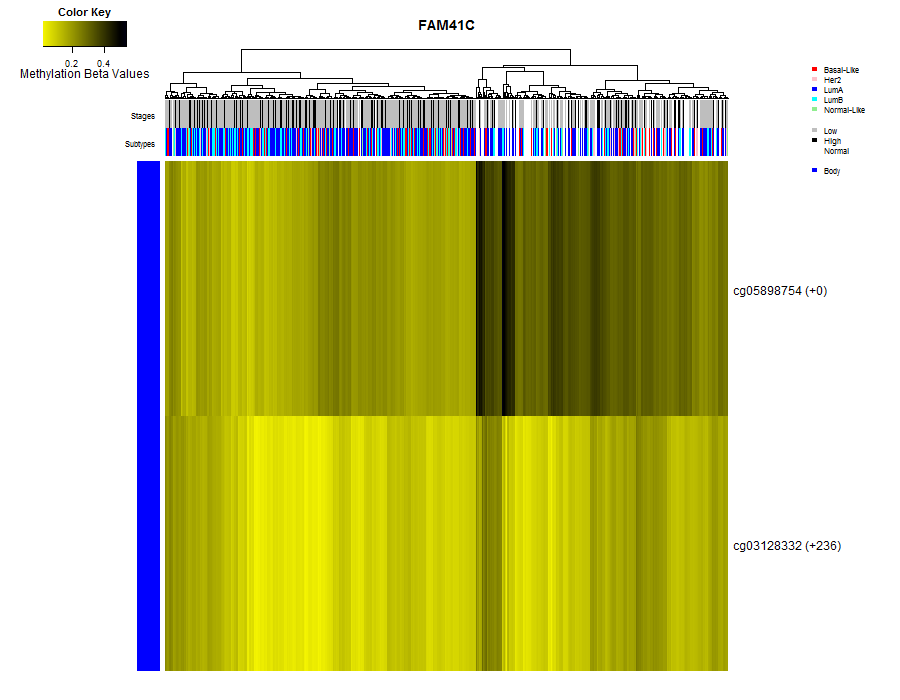 Color Key
0.2 0.4
Methylation Beta Values
FAM41C
Stages
Subtypes
Basal-Like
Her2
LumA
LumB
Normal-Like
Low
High
Normal
Body
cg05898754 (+0)
cg03128332 (+236)